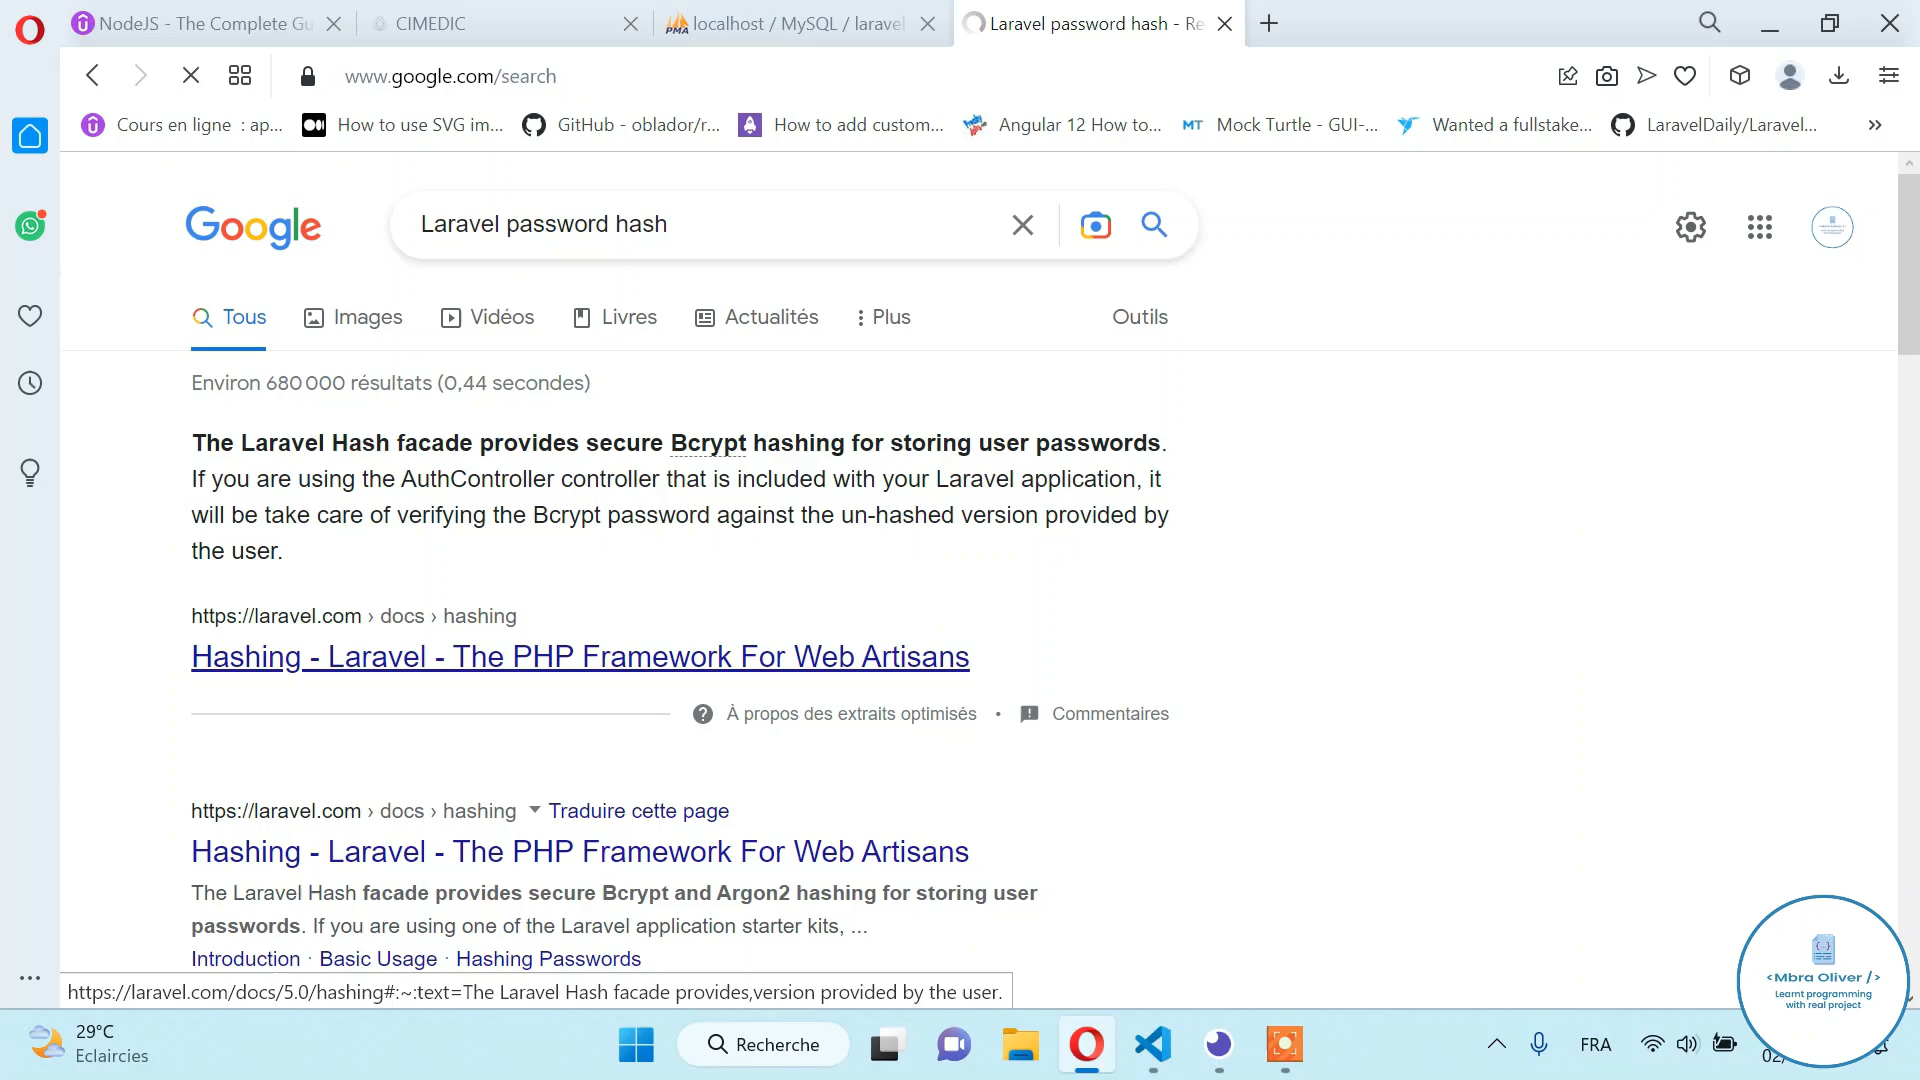 NodeJS - The Complete Gu
CIMEDIC
PMA
localhost / MySQL / laravel
Laravel password hash - Re
www.google.com/search
Cours en ligne : ap...
How to use SVG im...
GitHub - oblador/r...
How to add custom...
Angular 12 How to...
MT
Mock Turtle - GUI-...
Wanted a fullstake...
LaravelDaily/Laravel...
»
Google
Laravel password hash
Tous
Images
Vidéos
Livres
Actualités
Plus
Outils
Environ 680 000 résultats (0,44 secondes)
The Laravel Hash facade provides secure Bcrypt hashing for storing user passwords.
If you are using the AuthController controller that is included with your Laravel application, it
will be take care of verifying the Bcrypt password against the un-hashed version provided by
the user.
https://laravel.com › docs › hashing
Hashing - Laravel - The PHP Framework For Web Artisans
À propos des extraits optimisés • Commentaires
https://laravel.com › docs › hashing Traduire cette page
Hashing - Laravel - The PHP Framework For Web Artisans
The Laravel Hash facade provides secure Bcrypt and Argon2 hashing for storing user
passwords. If you are using one of the Laravel application starter kits, ...
Introduction · Basic Usage · Hashing Passwords
https://laravel.com/docs/5.0/hashing#:~:text=The Laravel Hash facade provides,version provided by the user.
{..}
<Mbra Oliver />
Learnt programming
with real project
29°C
Eclaircies
Recherche
FRA
02/